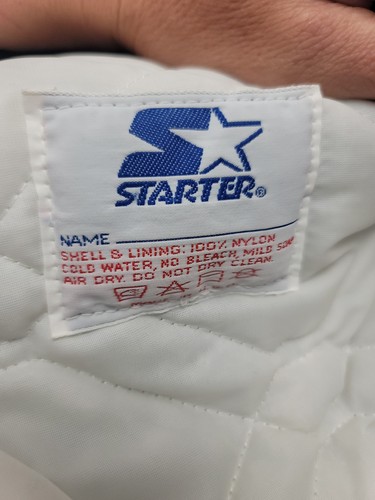 STARTER®
NAME
SHELL & LINING: 100% NYLON
COLD WATER, NO BLEACH, MILD SOAP
AIR DRY. DO NOT DRY CLEAN.